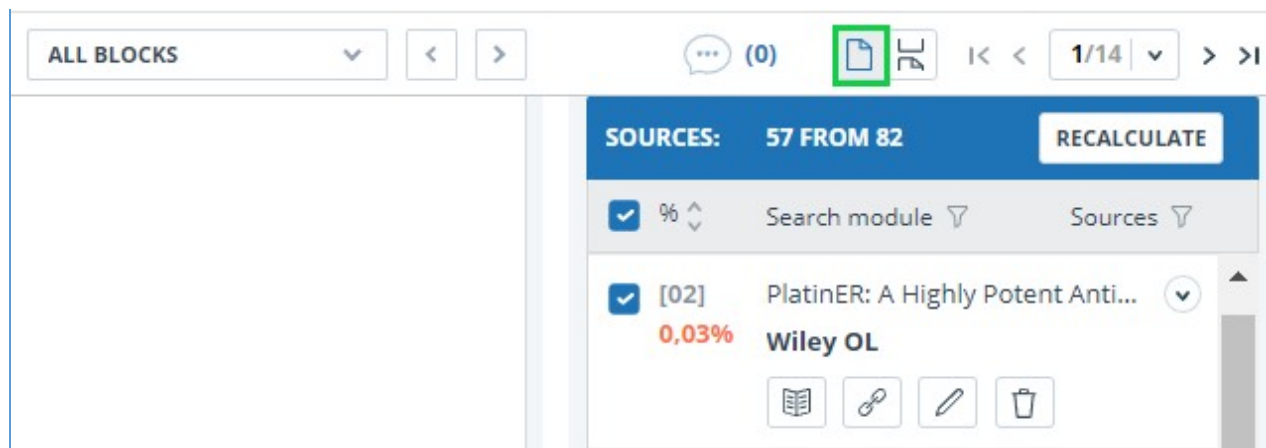 ALL BLOCKS (0) 1/14
SOURCES: 57 FROM 82 RECALCULATE
% Search module Sources
[02] PlatinER: A Highly Potent Anti...
0,03% Wiley OL